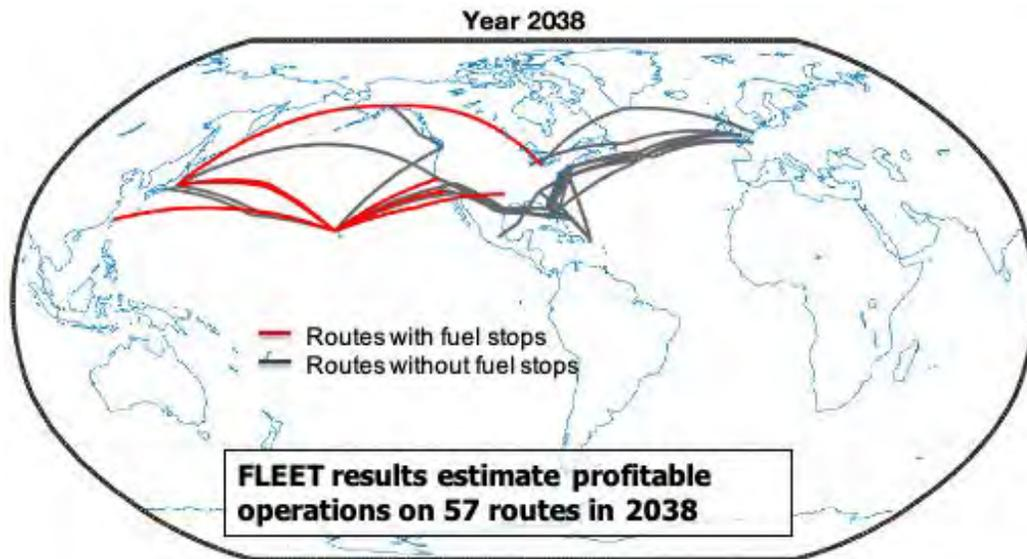 Year 2038
Routes with fuel stops
Routes without fuel stops
FLEET results estimate profitable
operations on 57 routes in 2038